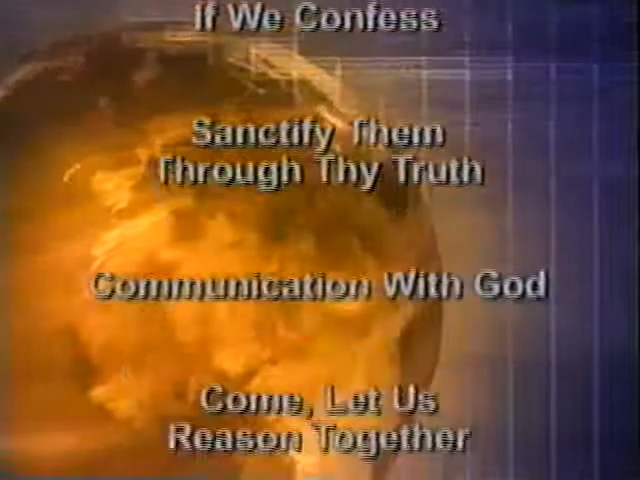 If We Confess
Sanctify Them
Through Thy Truth
Communication With God
Come, Let Us
Reason Together